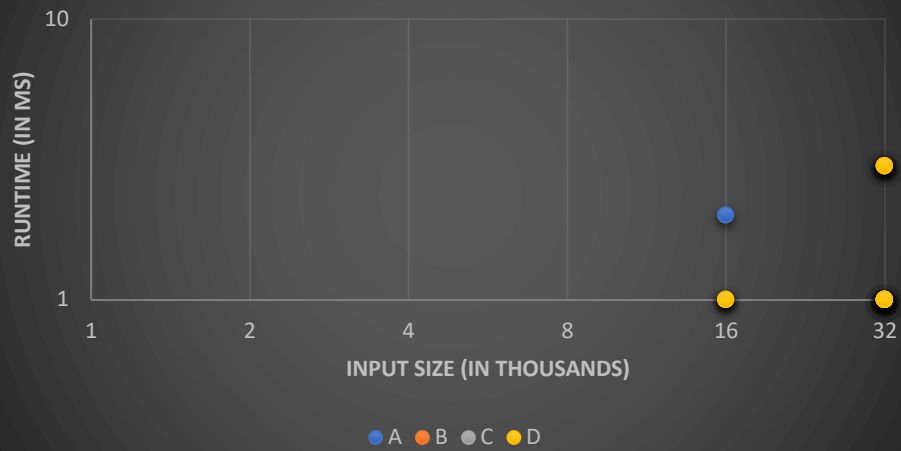 10
RUNTIME (IN MS)
1
1 2 4 8 16 32
INPUT SIZE (IN THOUSANDS)
A B C D